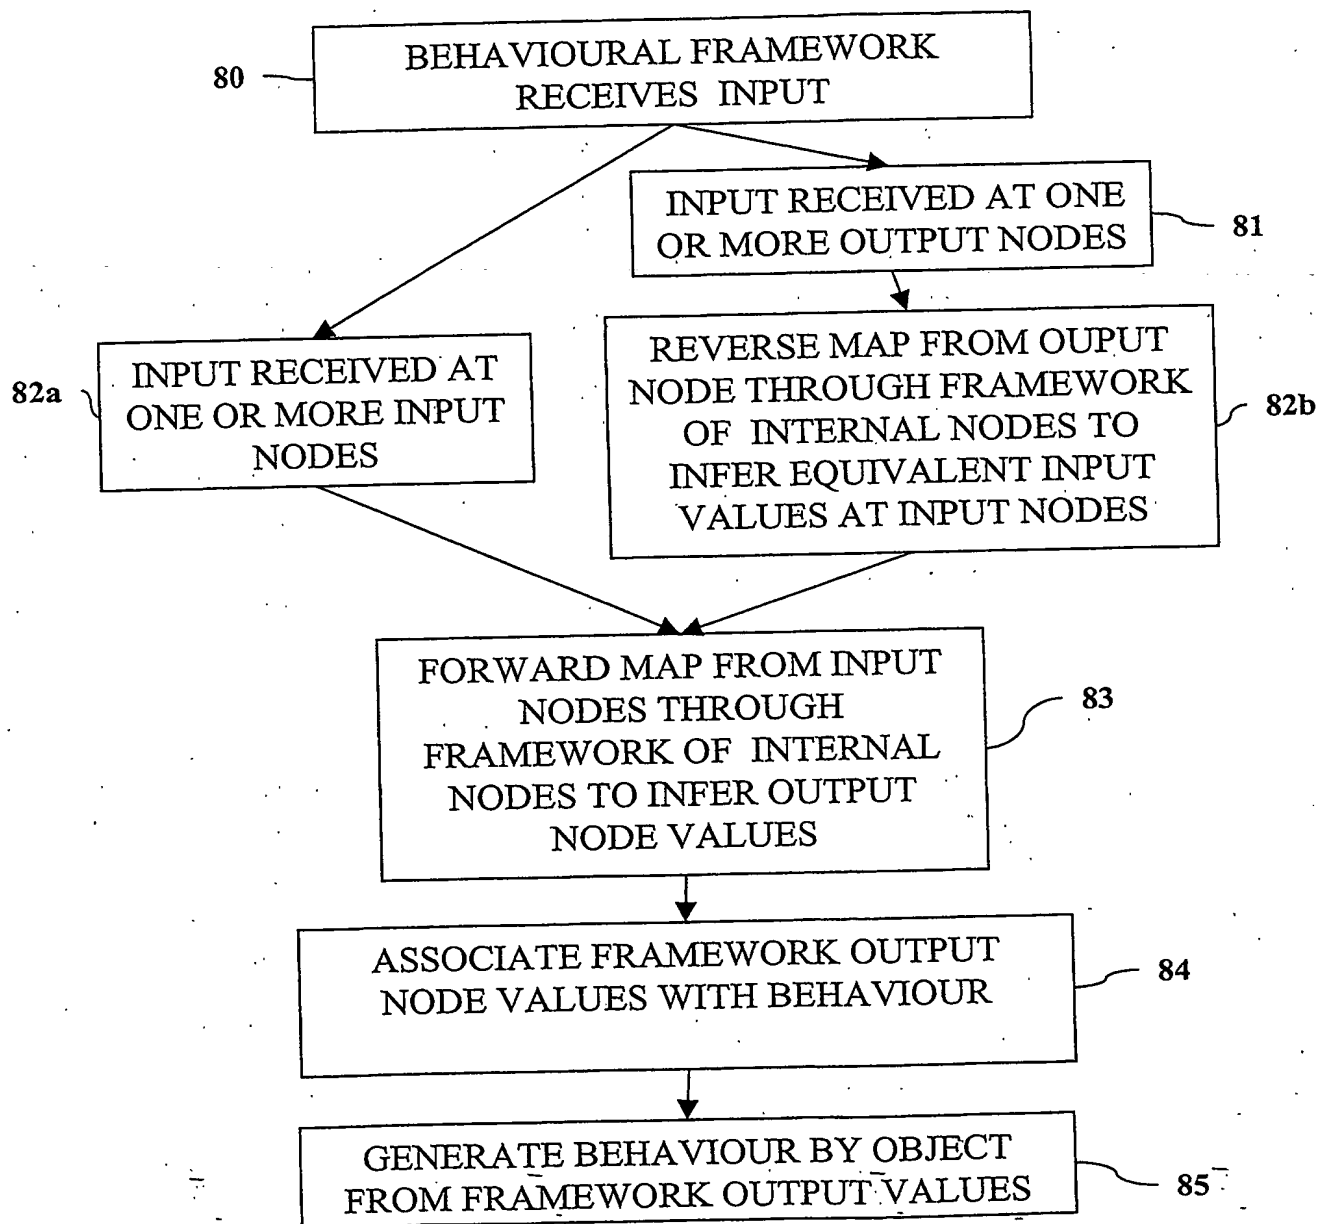 BEHAVIOURAL FRAMEWORK
RECEIVES INPUT
80
INPUT RECEIVED AT ONE
OR MORE OUTPUT NODES
81
INPUT RECEIVED AT
ONE OR MORE INPUT
NODES
82a
REVERSE MAP FROM OUPUT
NODE THROUGH FRAMEWORK
OF INTERNAL NODES TO
INFER EQUIVALENT INPUT
VALUES AT INPUT NODES
82b
FORWARD MAP FROM INPUT
NODES THROUGH
FRAMEWORK OF INTERNAL
NODES TO INFER OUTPUT
NODE VALUES
83
ASSOCIATE FRAMEWORK OUTPUT
NODE VALUES WITH BEHAVIOUR
84
GENERATE BEHAVIOUR BY OBJECT
FROM FRAMEWORK OUTPUT VALUES
85